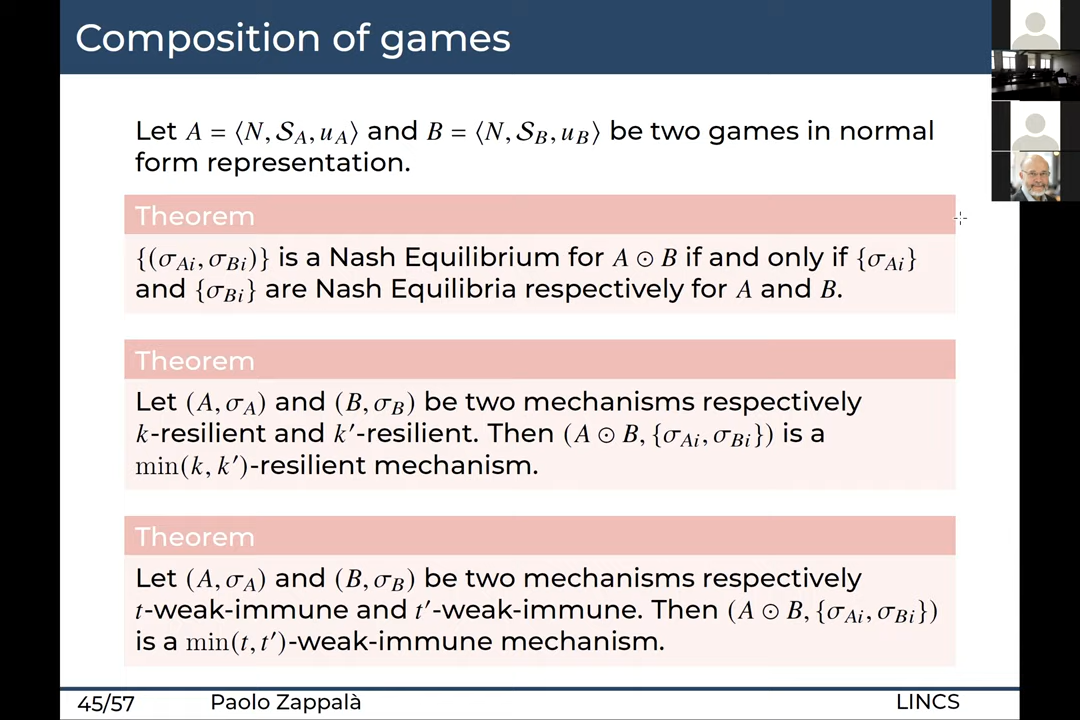 Composition of games
Let A = ⟨N, 𝒮_A, u_A⟩ and B = ⟨N, 𝒮_B, u_B⟩ be two games in normal
form representation.
Theorem
{(σ_Ai, σ_Bi)} is a Nash Equilibrium for A ⊙ B if and only if {σ_Ai}
and {σ_Bi} are Nash Equilibria respectively for A and B.
Theorem
Let (A, σ_A) and (B, σ_B) be two mechanisms respectively
k-resilient and k′-resilient. Then (A ⊙ B, {σ_Ai, σ_Bi}) is a
min(k, k′)-resilient mechanism.
Theorem
Let (A, σ_A) and (B, σ_B) be two mechanisms respectively
t-weak-immune and t′-weak-immune. Then (A ⊙ B, {σ_Ai, σ_Bi})
is a min(t, t′)-weak-immune mechanism.
45/57 Paolo Zappalà LINCS